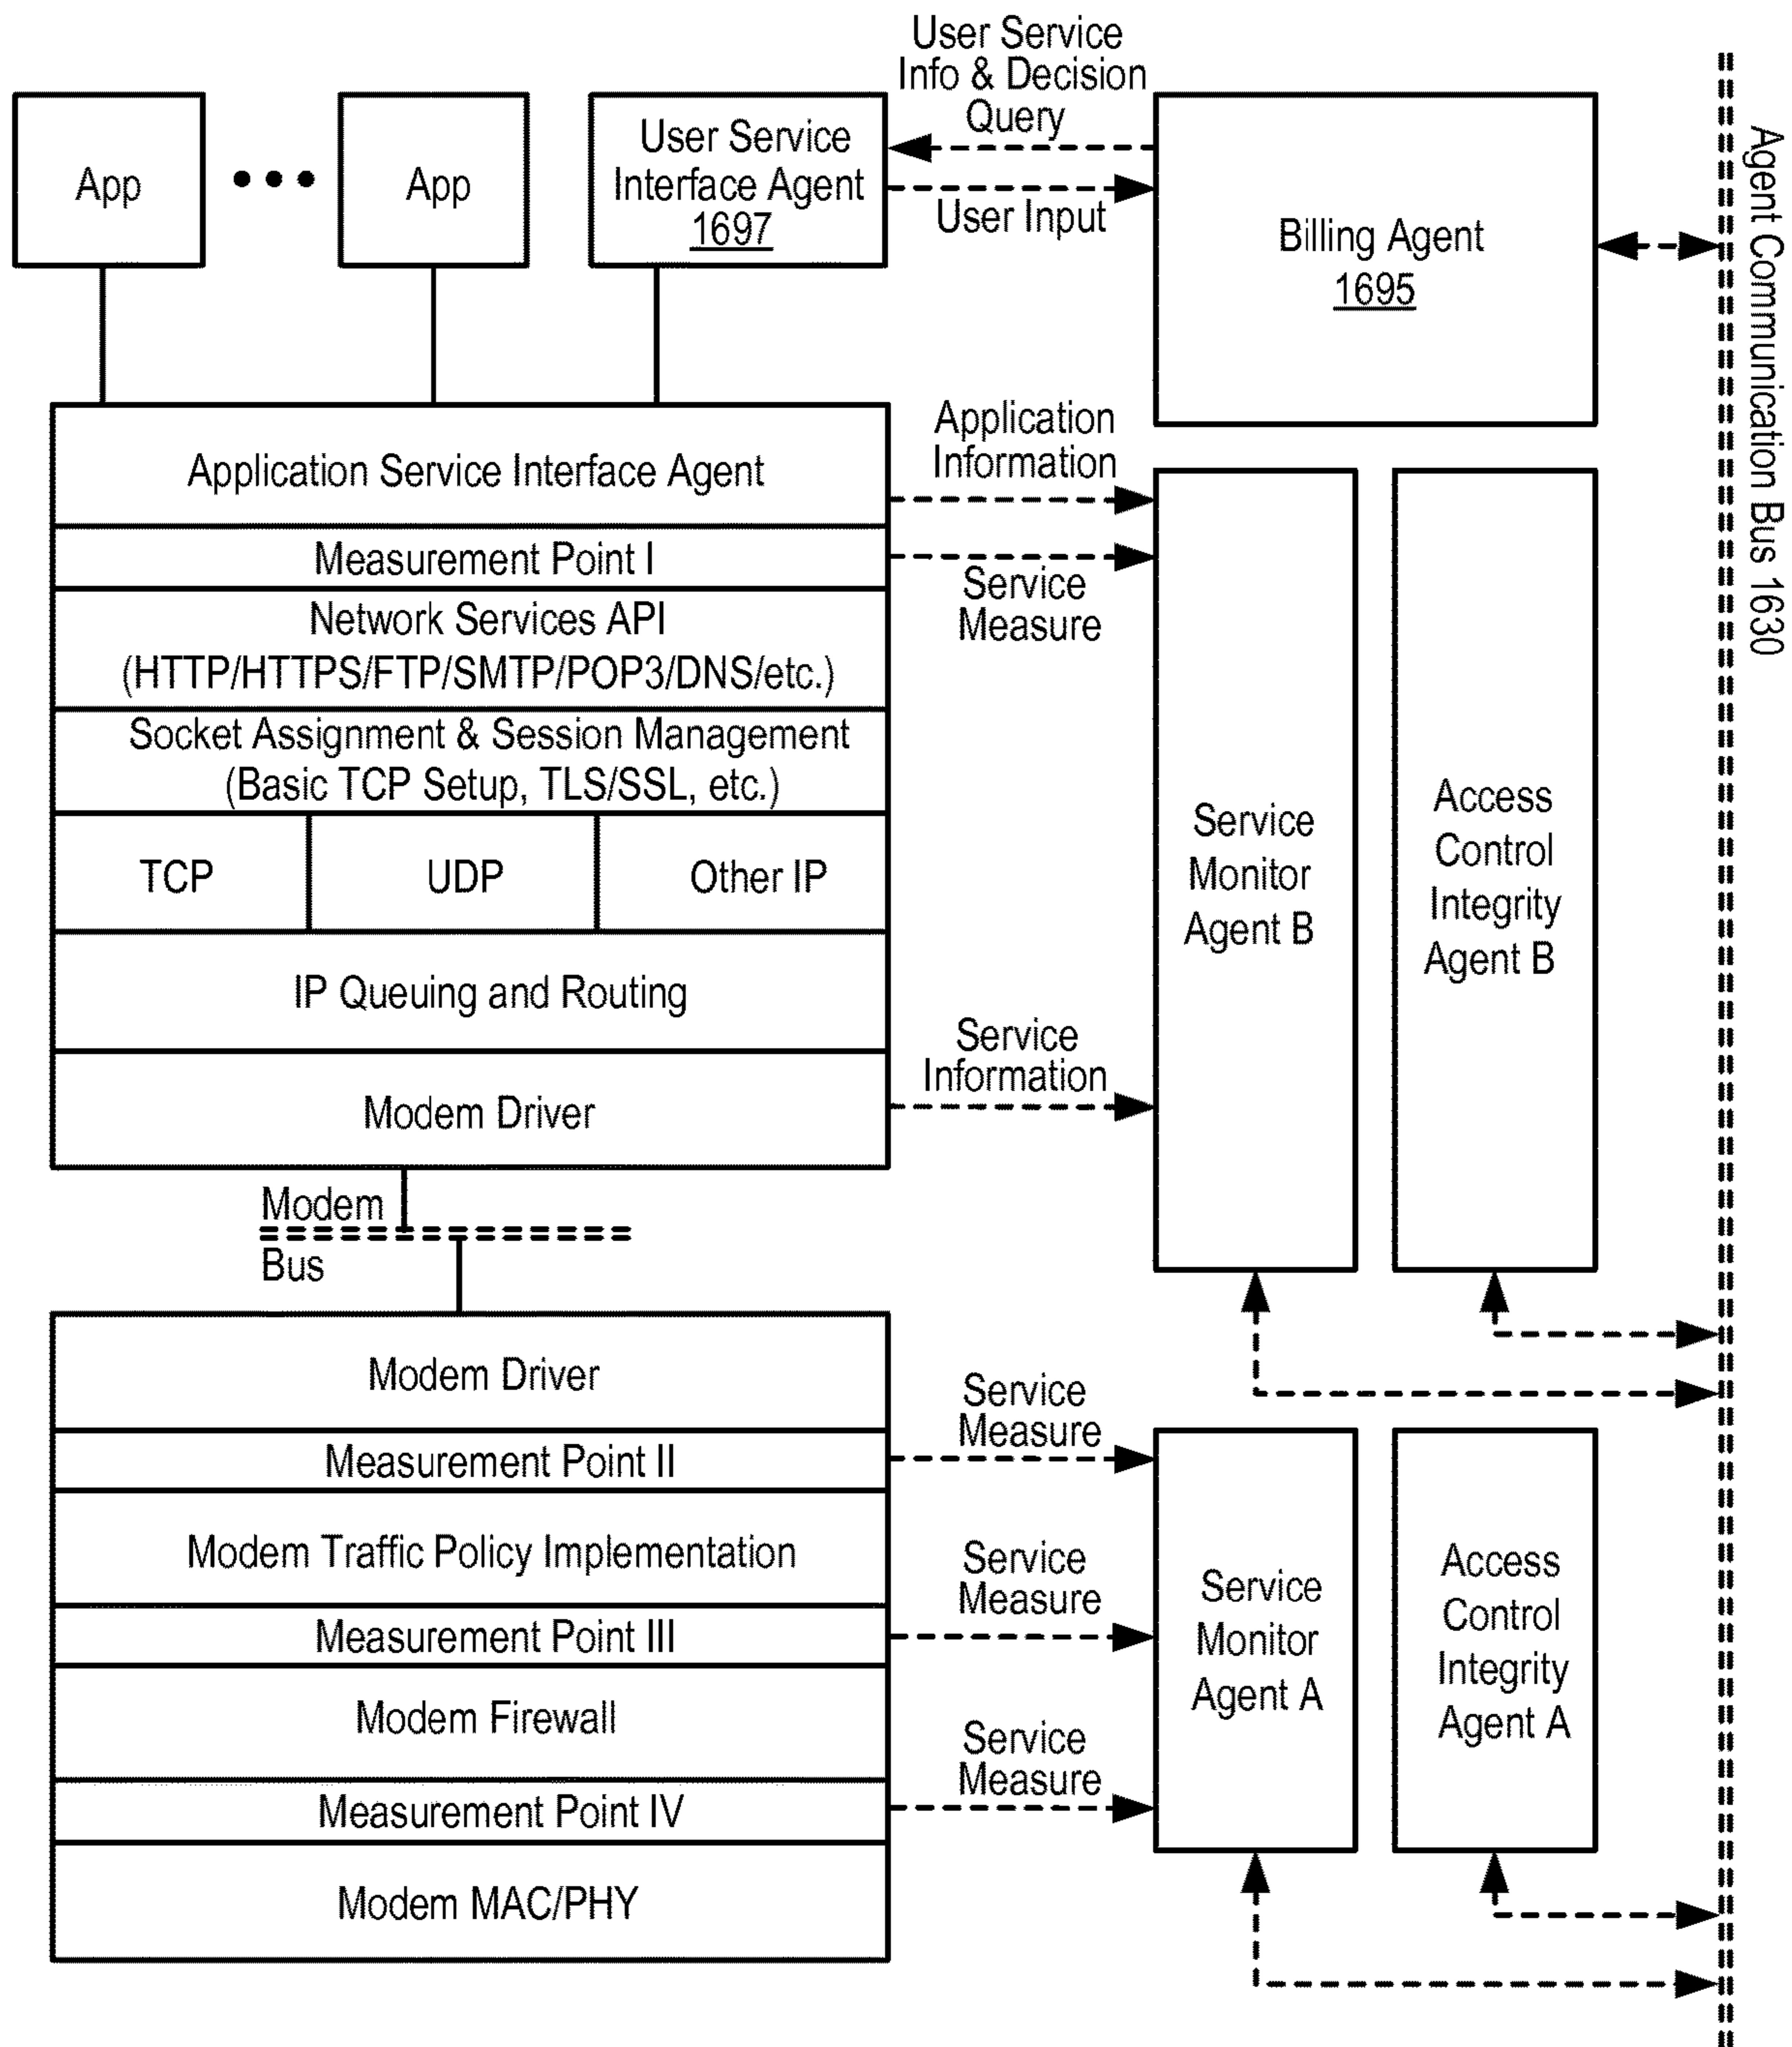 User Service
Info & Decision
Query
App
App
User Service
Interface Agent
1697
User Input
Billing Agent
1695
Agent Communication Bus 1630
Application Service Interface Agent
Application
Information
Measurement Point I
Service
Measure
Network Services API
(HTTP/HTTPS/FTP/SMTP/POP3/DNS/etc.)
Socket Assignment & Session Management
(Basic TCP Setup, TLS/SSL, etc.)
TCP
UDP
Other IP
IP Queuing and Routing
Service
Information
Modem Driver
Service
Monitor
Agent B
Access
Control
Integrity
Agent B
Modem
Bus
Modem Driver
Service
Measure
Measurement Point II
Modem Traffic Policy Implementation
Service
Measure
Measurement Point III
Modem Firewall
Service
Measure
Measurement Point IV
Modem MAC/PHY
Service
Monitor
Agent A
Access
Control
Integrity
Agent A